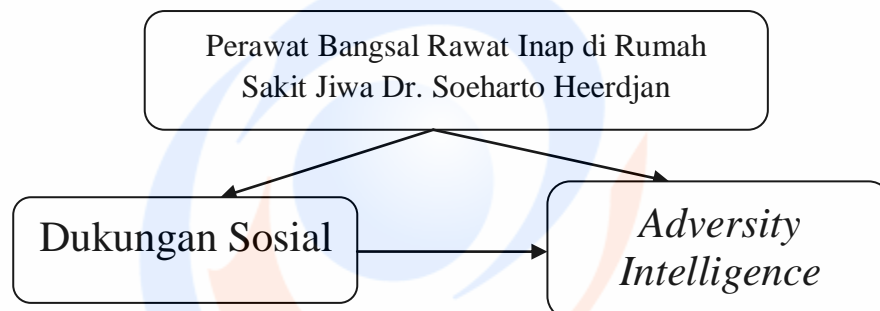 Perawat Bangsal Rawat Inap di Rumah
Sakit Jiwa Dr. Soeharto Heerdjan
Dukungan Sosial
Adversity
Intelligence